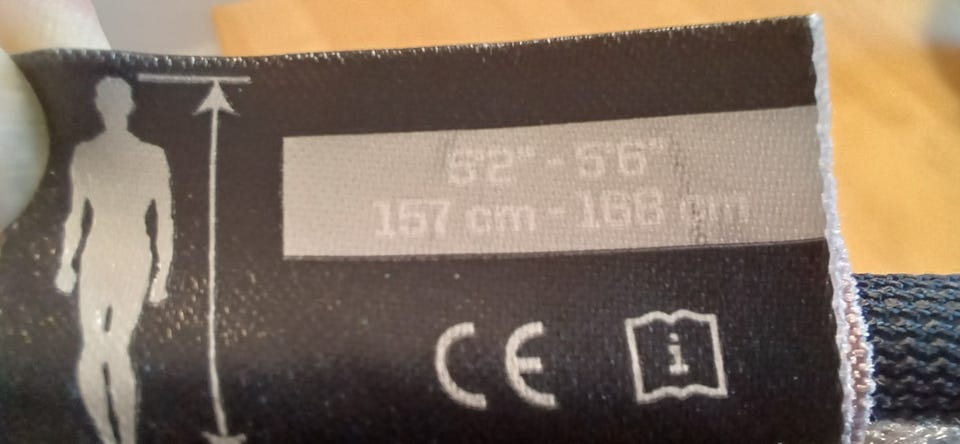 5'2" - 5'6"
157 cm - 168 cm
CE
i